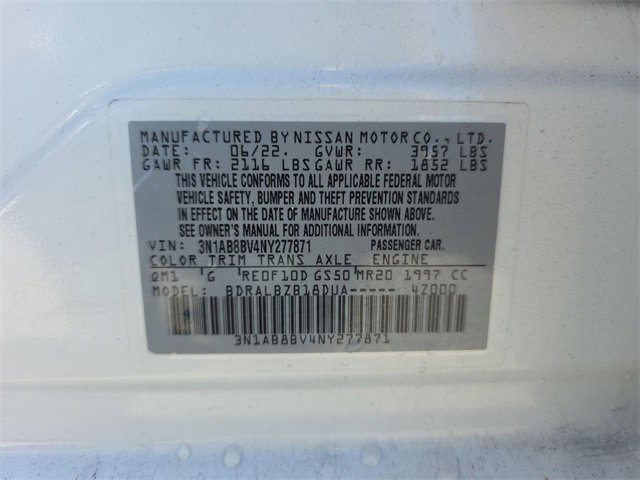 MANUFACTURED BY NISSAN MOTOR CO., LTD.
DATE: 06/22. GVWR: 3957 LBS
GAWR FR: 2116 LBS GAWR RR: 1852 LBS
THIS VEHICLE CONFORMS TO ALL APPLICABLE FEDERAL MOTOR
VEHICLE SAFETY, BUMPER AND THEFT PREVENTION STANDARDS
IN EFFECT ON THE DATE OF MANUFACTURE SHOWN ABOVE.
SEE OWNER'S MANUAL FOR ADDITIONAL INFORMATION.
VIN: 3N1AB8BV4NY277871 PASSENGER CAR.
COLOR TRIM TRANS AXLE ENGINE
QM1 G RE0F10D GS50 MR20 1997 CC
MODEL: BDRALBZB18DUA----- 4Z000
3N1AB8BV4NY277871